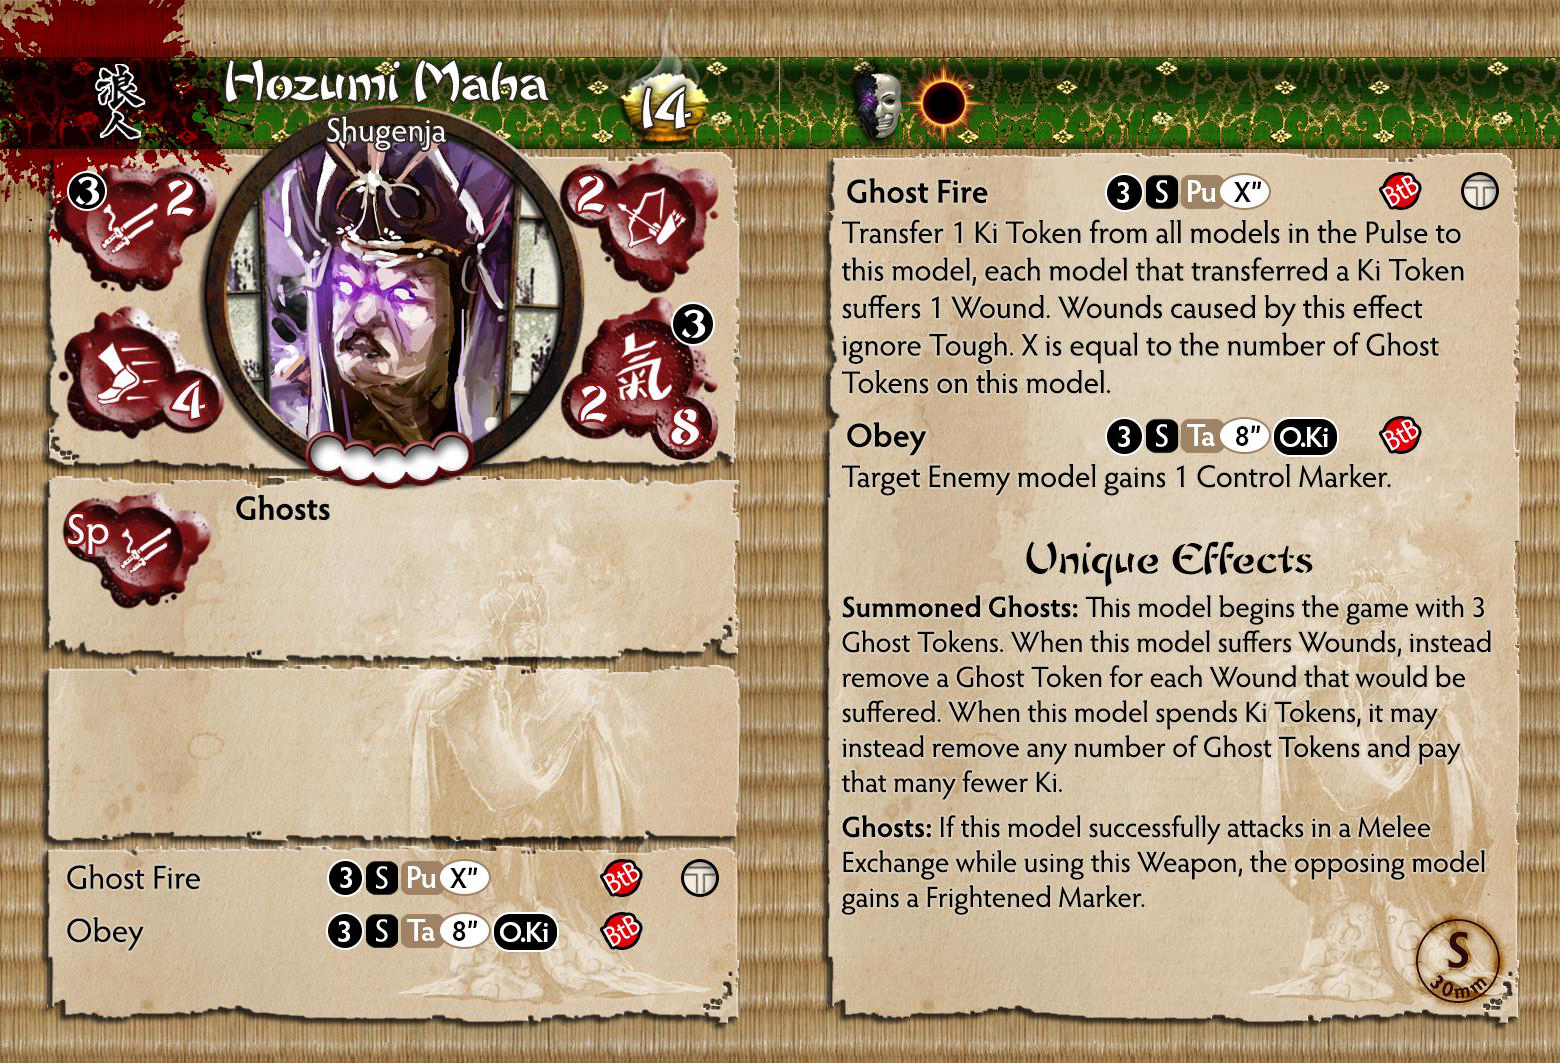 Hozumi Maha
14
浪人
Shugenja
3 2
2
4
3
氣
2 8
Sp Ghosts
Ghost Fire 3 S Pu X” BtB T
Obey 3 S Ta 8” O.Ki BtB
Ghost Fire 3 S Pu X” BtB T
Transfer 1 Ki Token from all models in the Pulse to
this model, each model that transferred a Ki Token
suffers 1 Wound. Wounds caused by this effect
ignore Tough. X is equal to the number of Ghost
Tokens on this model.
Obey 3 S Ta 8” O.Ki BtB
Target Enemy model gains 1 Control Marker.
Unique Effects
Summoned Ghosts: This model begins the game with 3
Ghost Tokens. When this model suffers Wounds, instead
remove a Ghost Token for each Wound that would be
suffered. When this model spends Ki Tokens, it may
instead remove any number of Ghost Tokens and pay
that many fewer Ki.
Ghosts: If this model successfully attacks in a Melee
Exchange while using this Weapon, the opposing model
gains a Frightened Marker.
S
30mm